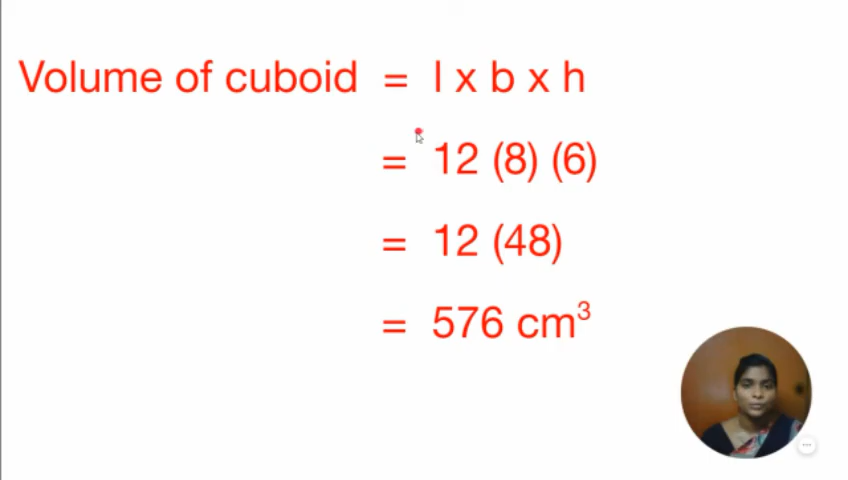 Volume of cuboid = l x b x h
= 12 (8) (6)
= 12 (48)
= 576 cm³